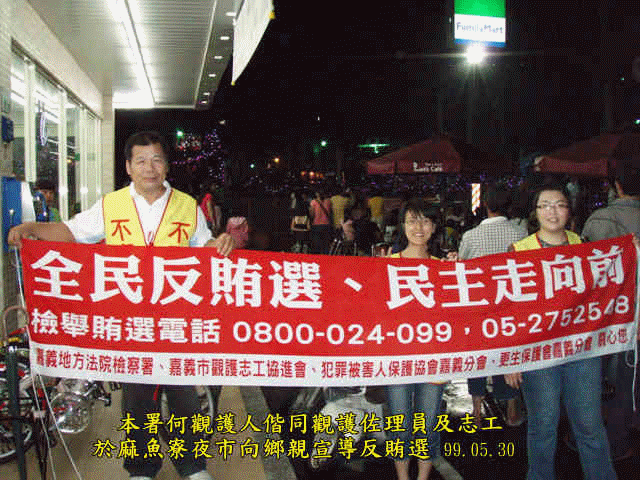 FamilyMart
不
不
全民反賄選、民主走向前
檢舉賄選電話 0800-024-099，05-2752548
嘉義地方法院檢察署、嘉義市觀護志工協進會、犯罪被害人保護協會嘉義分會、更生保護會嘉義分會 關心您
本署何觀護人偕同觀護佐理員及志工
於麻魚寮夜市向鄉親宣導反賄選 99.05.30